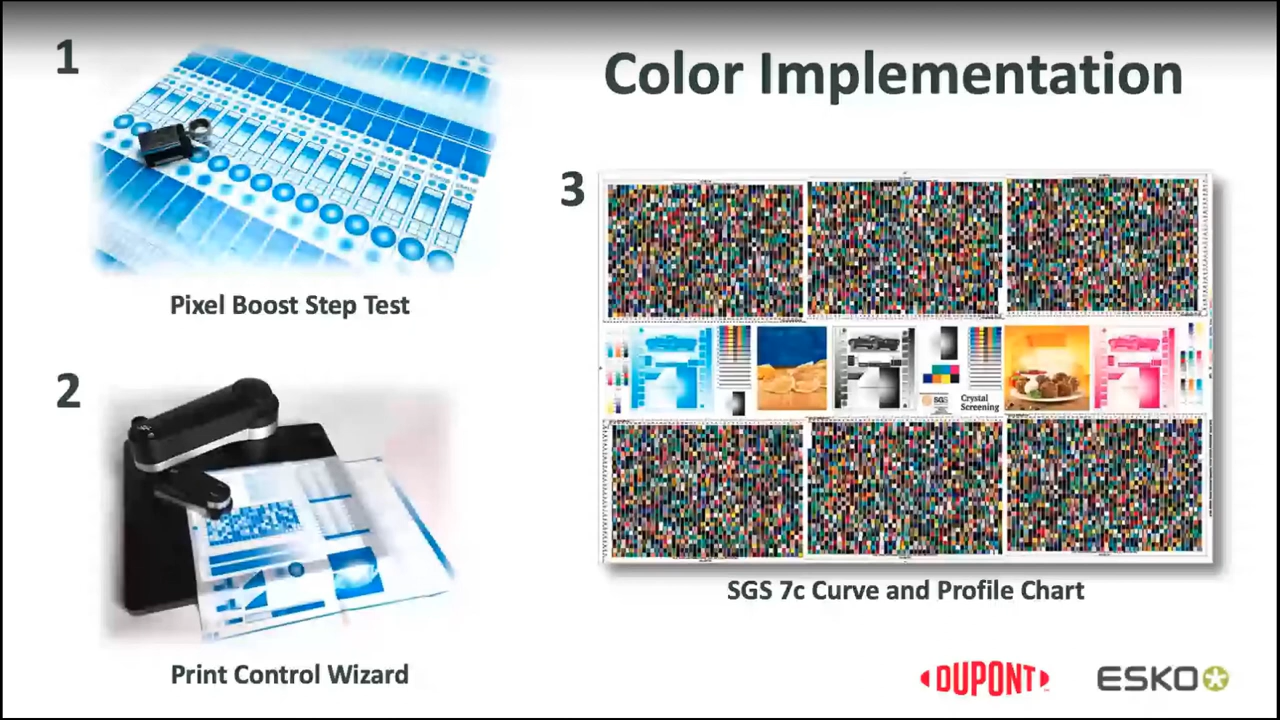 Color Implementation
1
Pixel Boost Step Test
2
Print Control Wizard
3
SGS
Crystal
Screening
SGS 7c Curve and Profile Chart
DUPONT
ESKO